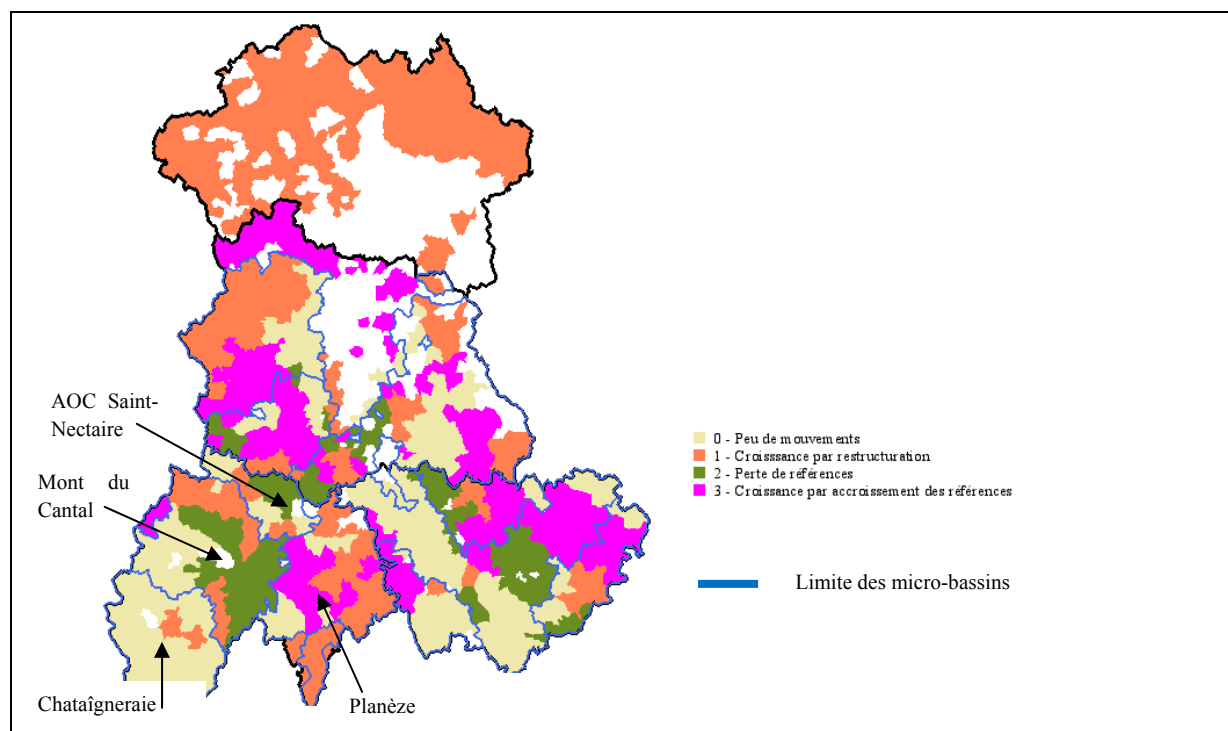 AOC Saint-
Nectaire
Mont du
Cantal
Chataîgneraie
Planèze
0 - Peu de mouvements
1 - Croisssance par restructuration
2 - Perte de références
3 - Croissance par accroissement des références
Limite des micro-bassins